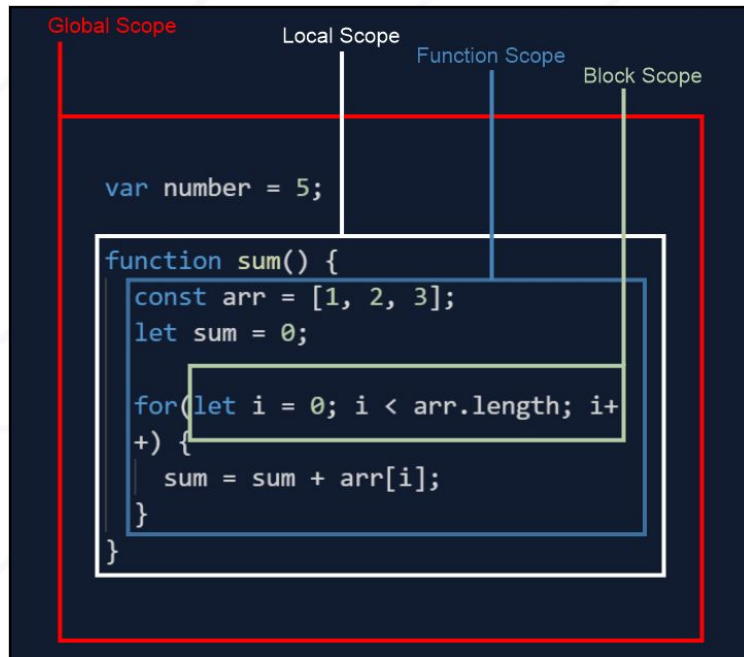 Global Scope
Local Scope
Function Scope
Block Scope
var number = 5;
function sum() {
const arr = [1, 2, 3];
let sum = 0;
for(let i = 0; i < arr.length; i+
+) {
sum = sum + arr[i];
}
}